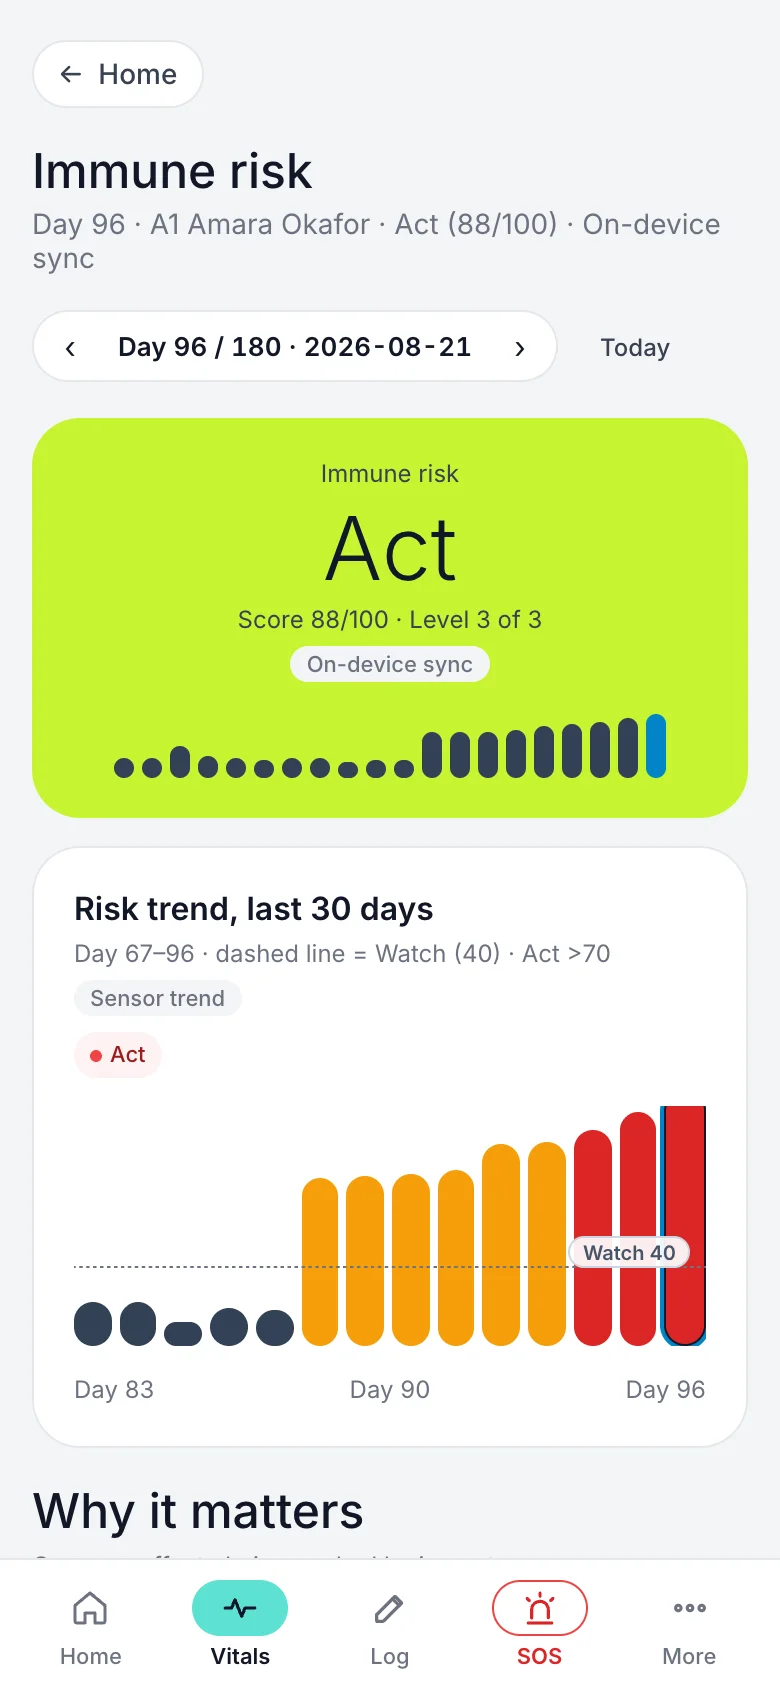 ← Home
Immune risk
Day 96 · A1 Amara Okafor · Act (88/100) · On-device
sync
‹ Day 96 / 180 · 2026-08-21 ›
Today
Immune risk
Act
Score 88/100 · Level 3 of 3
On-device sync
Risk trend, last 30 days
Day 67–96 · dashed line = Watch (40) · Act >70
Sensor trend
Act
Watch 40
Day 83
Day 90
Day 96
Why it matters
Home
Vitals
Log
SOS
More